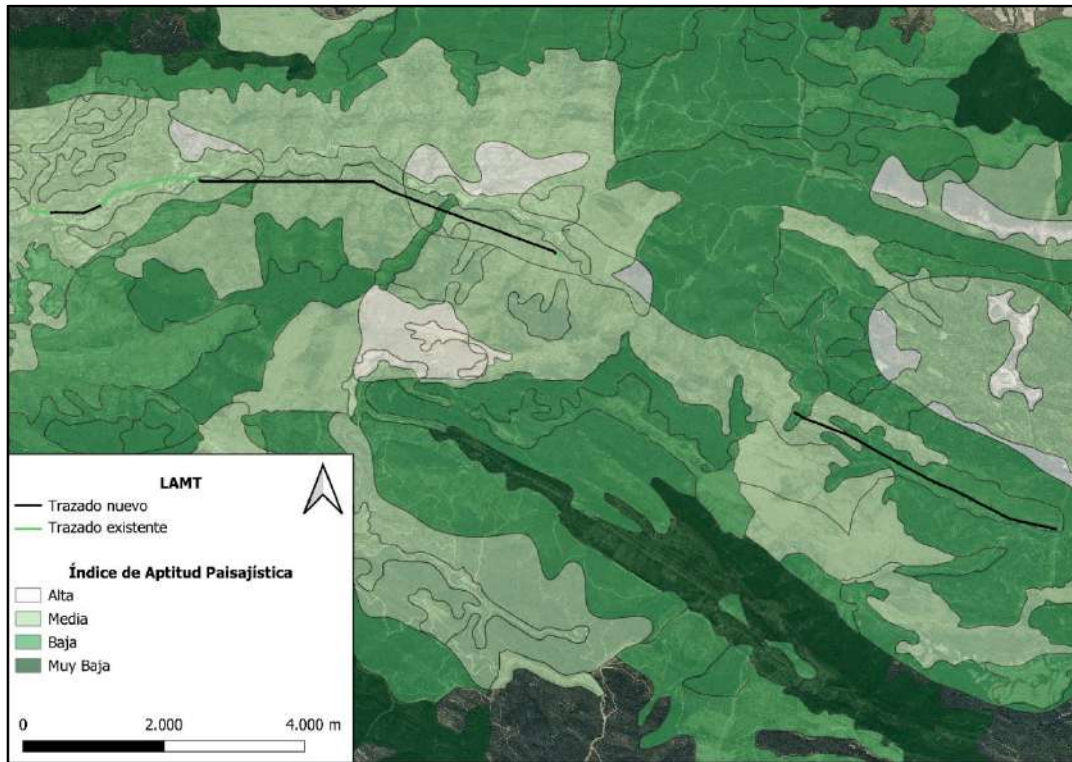 LAMT
Trazado nuevo
Trazado existente
Índice de Aptitud Paisajística
Alta
Media
Baja
Muy Baja
0 2.000 4.000 m